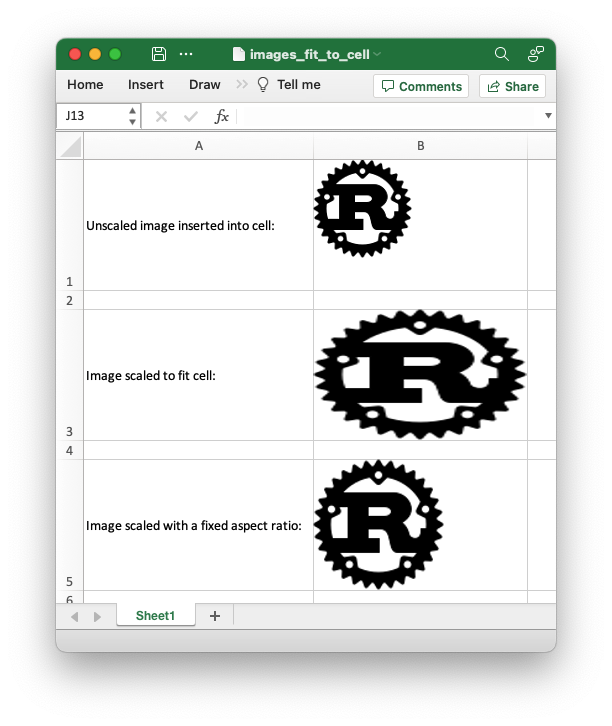 images_fit_to_cell
Home Insert Draw Tell me Comments Share
J13 fx
A B
Unscaled image inserted into cell:
R
1
2
Image scaled to fit cell:
R
3
4
Image scaled with a fixed aspect ratio:
R
5
6
Sheet1 +